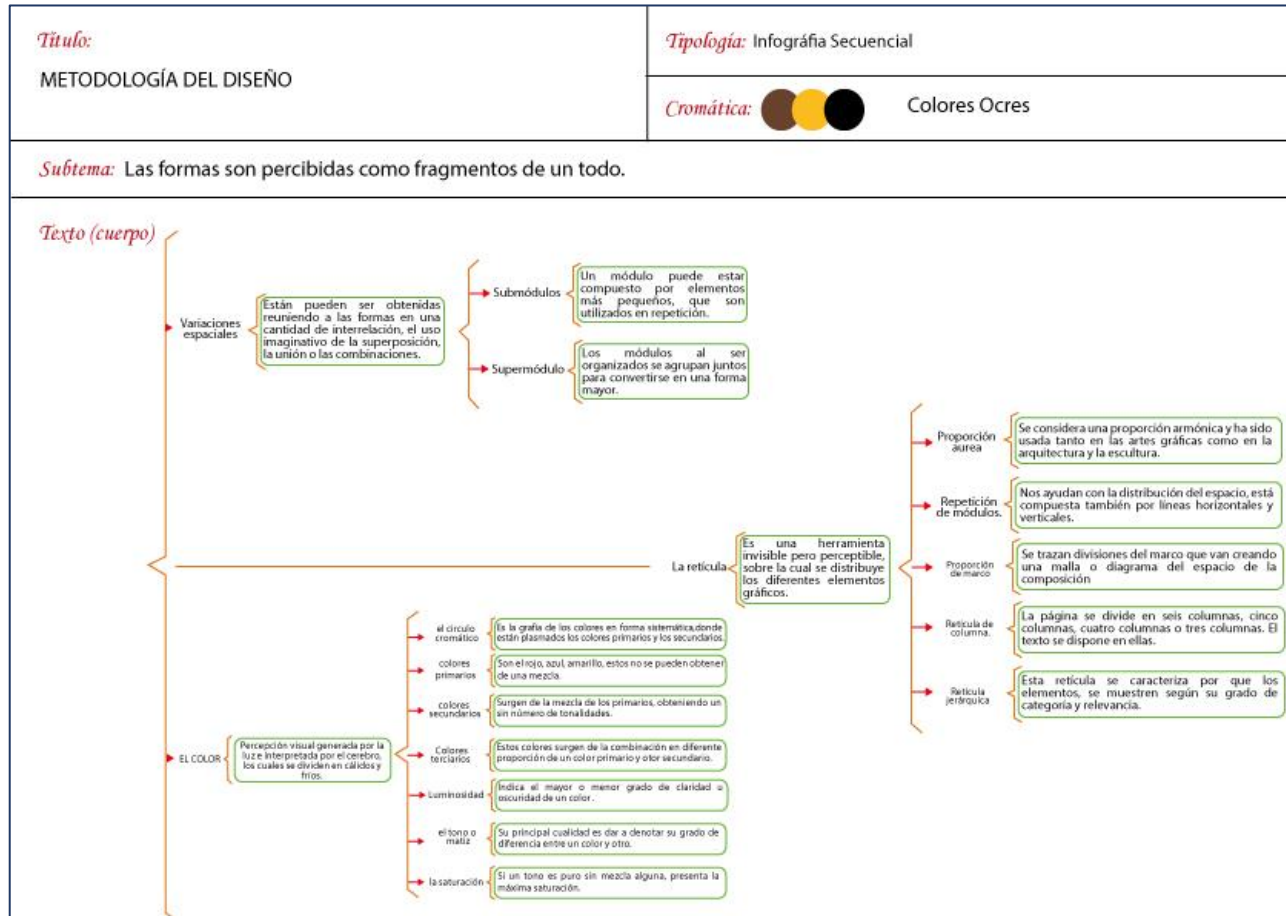 Título:
METODOLOGÍA DEL DISEÑO
Tipología: Infográfia Secuencial
Cromática: Colores Ocres
Subtema: Las formas son percibidas como fragmentos de un todo.
Texto (cuerpo)
Variaciones
espaciales
Están pueden ser obtenidas
reuniendo a las formas en una
cantidad de interrelación, el uso
imaginativo de la superposición,
la unión o las combinaciones.
Submódulos
Un módulo puede estar
compuesto por elementos
más pequeños, que son
utilizados en repetición.
Supermódulo
Los módulos al ser
organizados se agrupan juntos
para convertirse en una forma
mayor.
La retícula
Es una herramienta
invisible pero perceptible,
sobre la cual se distribuye
los diferentes elementos
gráficos.
Proporción
aurea
Se considera una proporción armónica y ha sido
usada tanto en las artes gráficas como en la
arquitectura y la escultura.
Repetición
de módulos.
Nos ayudan con la distribución del espacio, está
compuesta también por líneas horizontales y
verticales.
Proporción
de marco
Se trazan divisiones del marco que van creando
una malla o diagrama del espacio de la
composición
Retícula de
columna.
La página se divide en seis columnas, cinco
columnas, cuatro columnas o tres columnas. El
texto se dispone en ellas.
Retícula
jerárquica
Esta retícula se caracteriza por que los
elementos, se muestren según su grado de
categoría y relevancia.
EL COLOR
Percepción visual generada por la
luz e interpretada por el cerebro,
los cuales se dividen en cálidos y
fríos.
el círculo
cromático
Es la grafía de los colores en forma sistemática,donde
están plasmados los colores primarios y los secundarios.
colores
primarios
Son el rojo, azul, amarillo, estos no se pueden obtener
de una mezcla.
colores
secundarios
Surgen de la mezcla de los primarios, obteniendo un
sin número de tonalidades.
Colores
terciarios
Estos colores surgen de la combinación en diferente
proporción de un color primario y otor secundario.
Luminosidad
Indica el mayor o menor grado de claridad u
oscuridad de un color .
el tono o
matiz
Su principal cualidad es dar a denotar su grado de
diferencia entre un color y otro.
la saturación
Si un tono es puro sin mezcla alguna, presenta la
máxima saturación.